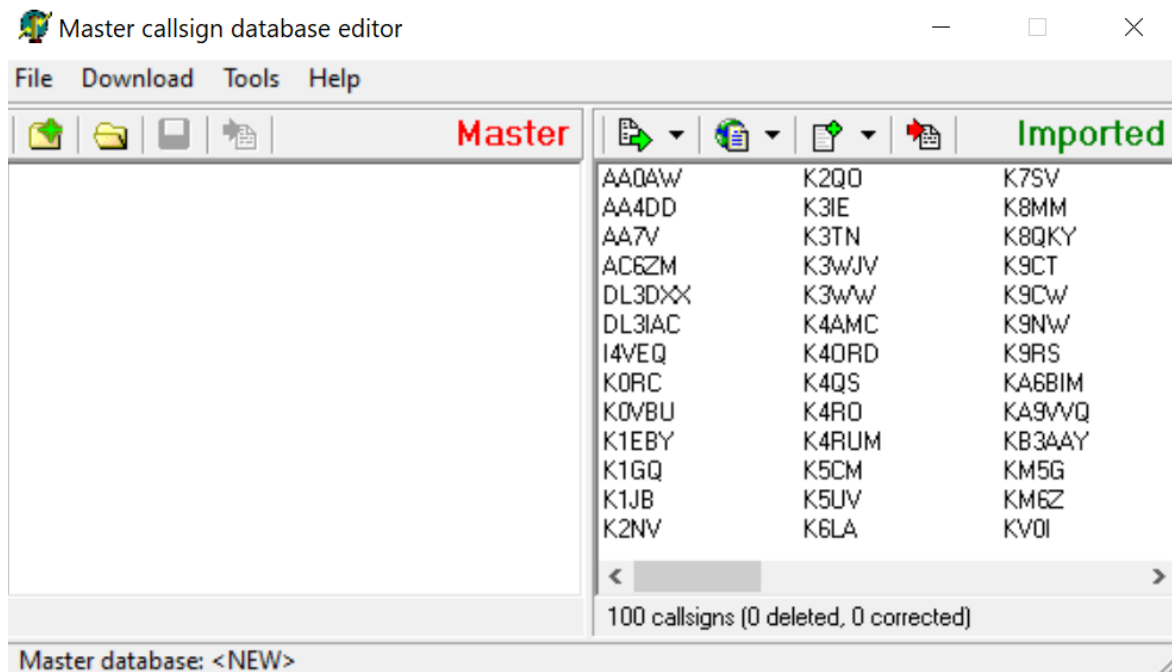 Master callsign database editor
File Download Tools Help
Master
Imported
AA0AW K2QO K7SV
AA4DD K3IE K8MM
AA7V K3TN K8QKY
AC6ZM K3WJV K9CT
DL3DXX K3WW K9CW
DL3IAC K4AMC K9NW
I4VEQ K4ORD K9RS
K0RC K4QS KA6BIM
K0VBU K4RO KA9VVQ
K1EBY K4RUM KB3AAY
K1GQ K5CM KM5G
K1JB K5UV KM6Z
K2NV K6LA KV0I
100 callsigns (0 deleted, 0 corrected)
Master database: <NEW>